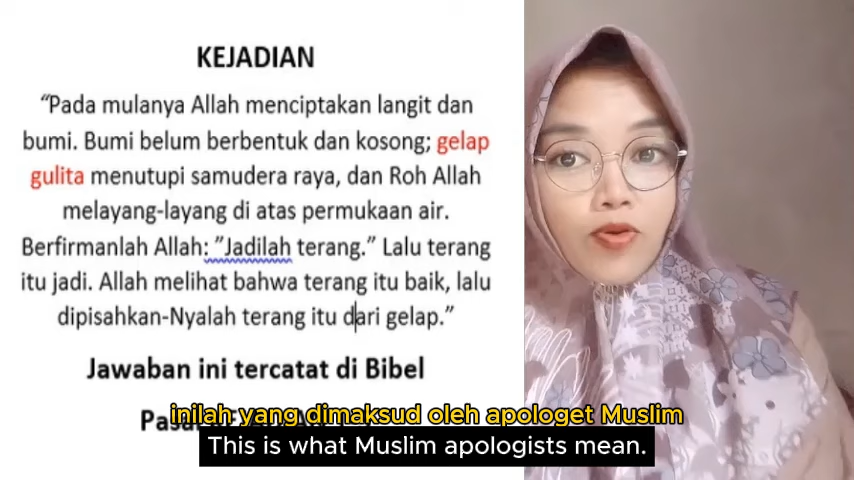 KEJADIAN
“Pada mulanya Allah menciptakan langit dan
bumi. Bumi belum berbentuk dan kosong; gelap
gulita menutupi samudera raya, dan Roh Allah
melayang-layang di atas permukaan air.
Berfirmanlah Allah: ”Jadilah terang.” Lalu terang
itu jadi. Allah melihat bahwa terang itu baik, lalu
dipisahkan-Nyalah terang itu dari gelap.”
Jawaban ini tercatat di Bibel
inilah yang dimaksud oleh apologet Muslim
This is what Muslim apologists mean.